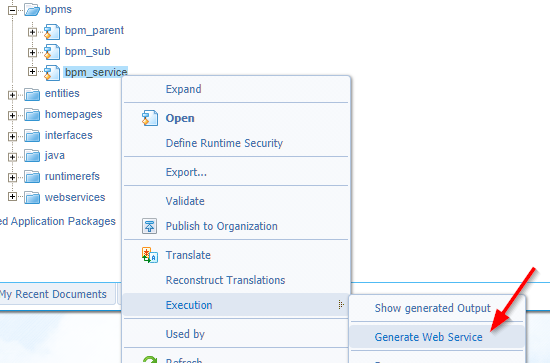 bpms
bpm_parent
bpm_sub
bpm_service
Expand
entities
homepages
Open
interfaces
Define Runtime Security
java
Export...
runtimerefs
webservices
Validate
ed Application Packages
Publish to Organization
Translate
Reconstruct Translations
My Recent Documents
Execution
Show generated Output
Used by
Generate Web Service
Refresh